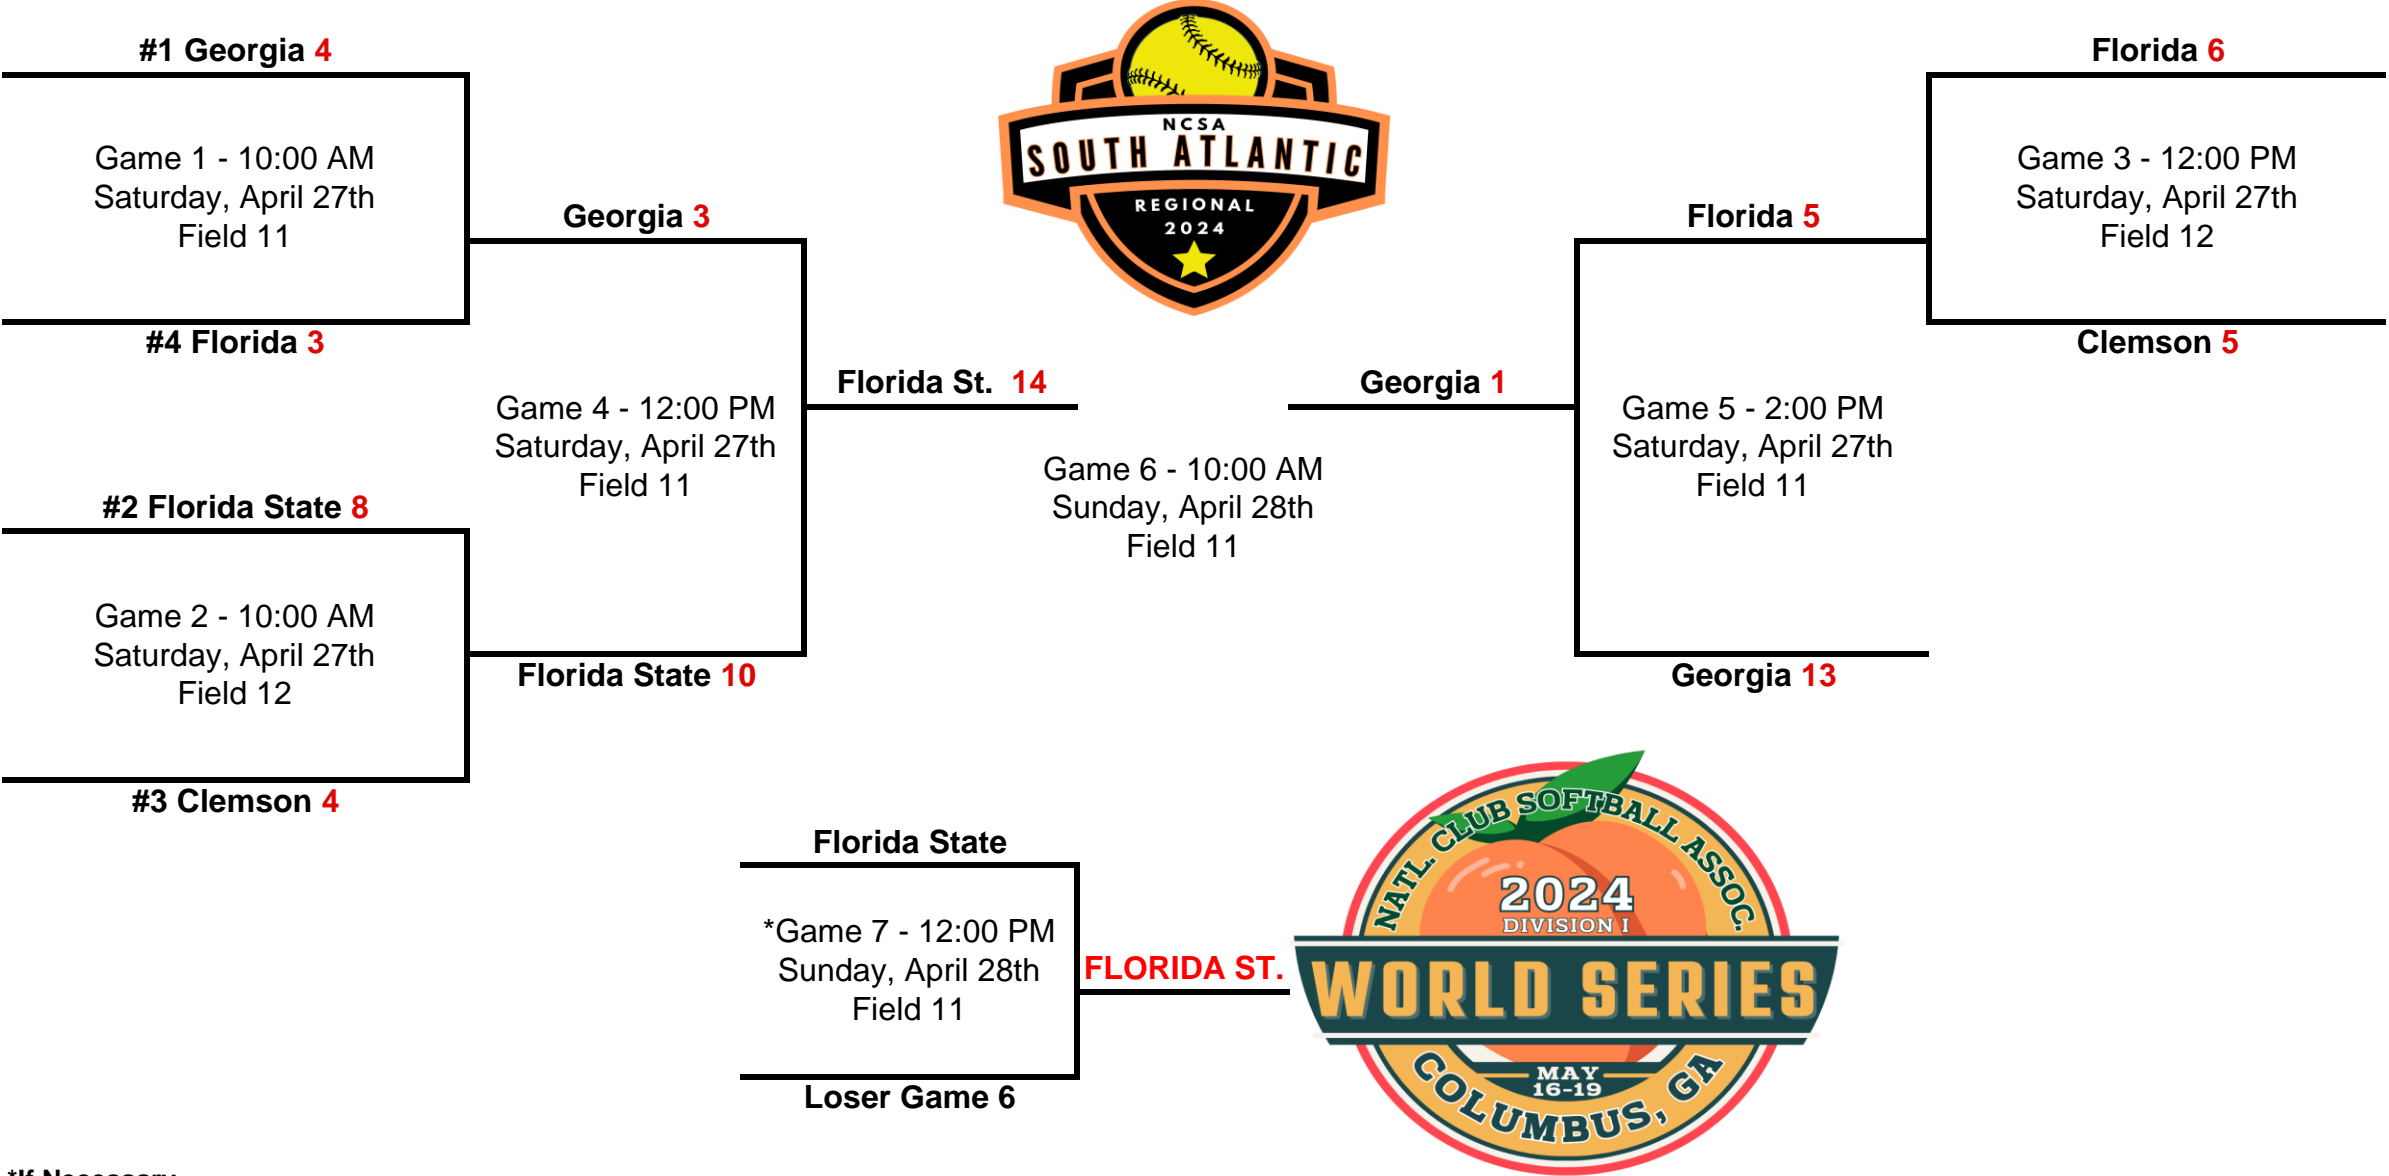 #1 Georgia 4
Game 1 - 10:00 AM
Saturday, April 27th
Field 11
#4 Florida 3
#2 Florida State 8
Game 2 - 10:00 AM
Saturday, April 27th
Field 12
#3 Clemson 4
Georgia 3
Game 4 - 12:00 PM
Saturday, April 27th
Field 11
Florida State 10
NCSA
SOUTH ATLANTIC
REGIONAL
2024
Florida St. 14
Georgia 1
Game 6 - 10:00 AM
Sunday, April 28th
Field 11
Florida 5
Game 5 - 2:00 PM
Saturday, April 27th
Field 11
Georgia 13
Florida 6
Game 3 - 12:00 PM
Saturday, April 27th
Field 12
Clemson 5
Florida State
*Game 7 - 12:00 PM
Sunday, April 28th
Field 11
Loser Game 6
FLORIDA ST.
NATL. CLUB SOFTBALL ASSOC.
2024
DIVISION I
WORLD SERIES
MAY
16-19
COLUMBUS, GA
*If Necessary